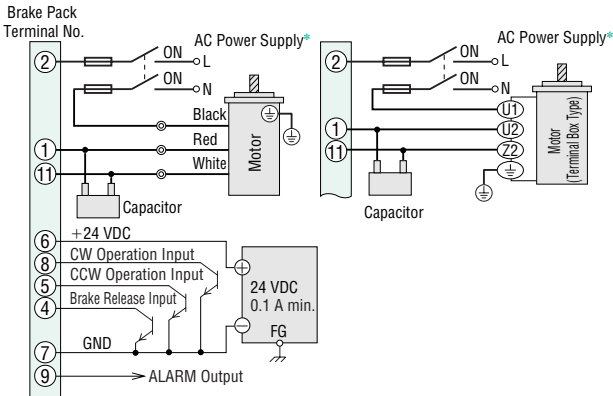 Brake Pack
Terminal No.
AC Power Supply*
2
ON
L
ON
N
Black
Red
White
1
11
Motor
Capacitor
6
+24 VDC
8
CW Operation Input
5
CCW Operation Input
4
Brake Release Input
7
GND
9
ALARM Output
24 VDC
0.1 A min.
FG
AC Power Supply*
2
ON
L
ON
N
U1
1
U2
11
Z2
Motor
(Terminal Box Type)
Capacitor